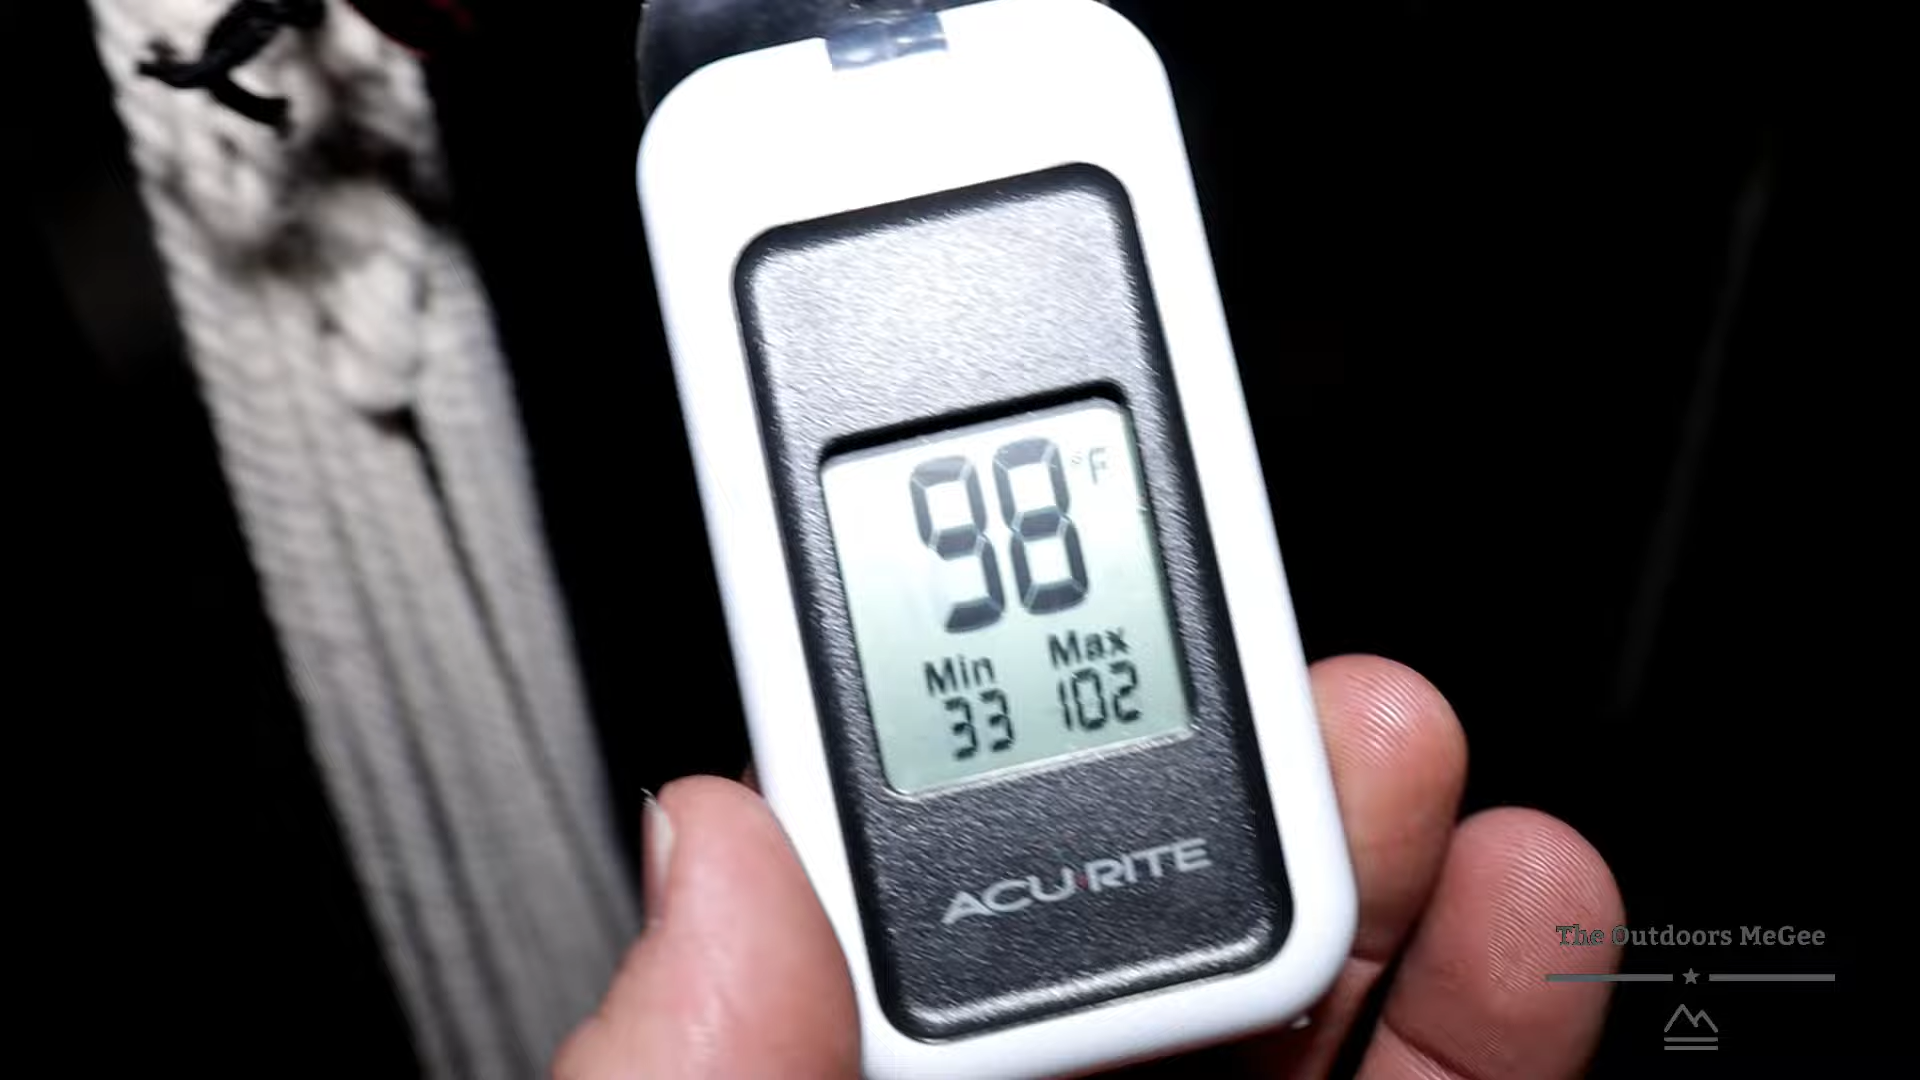 98 °F
Min Max
33 102
ACU·RITE
The Outdoors MeGee